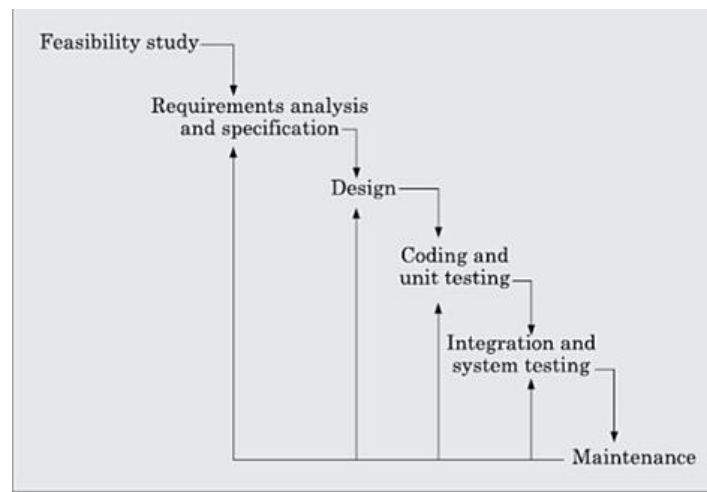 Feasibility study
Requirements analysis
and specification
Design
Coding and
unit testing
Integration and
system testing
Maintenance